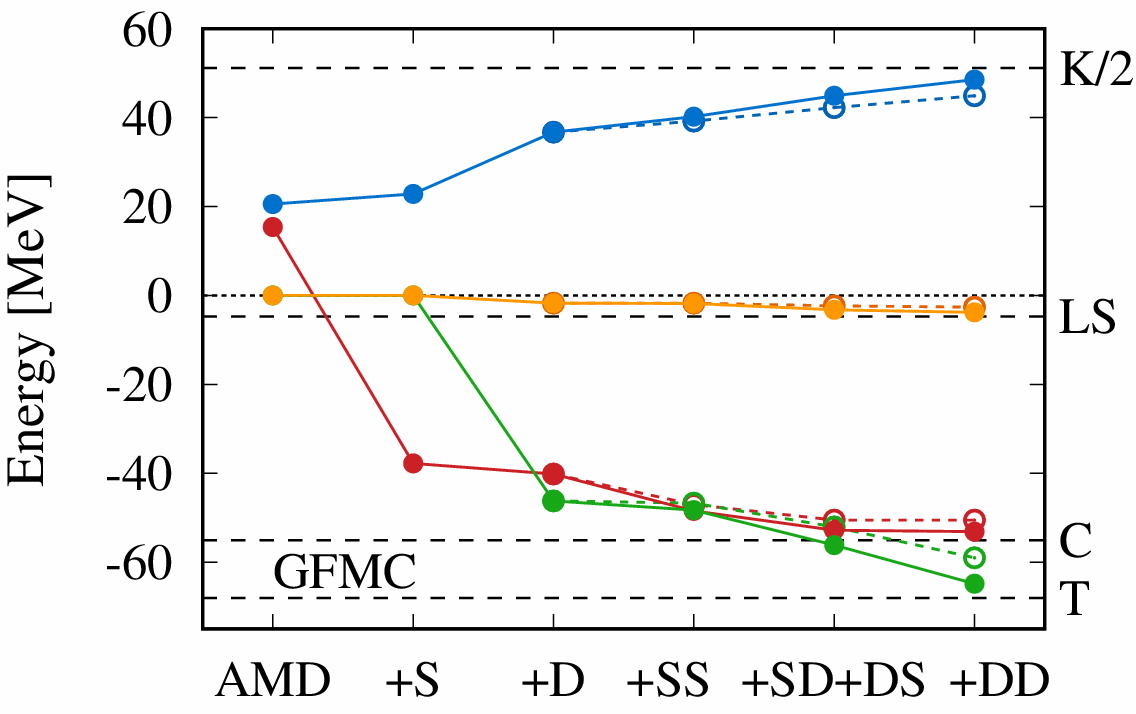 60
K/2
40
20
0
LS
-20
-40
C
-60
GFMC
T
Energy [MeV]
AMD +S +D +SS +SD+DS +DD